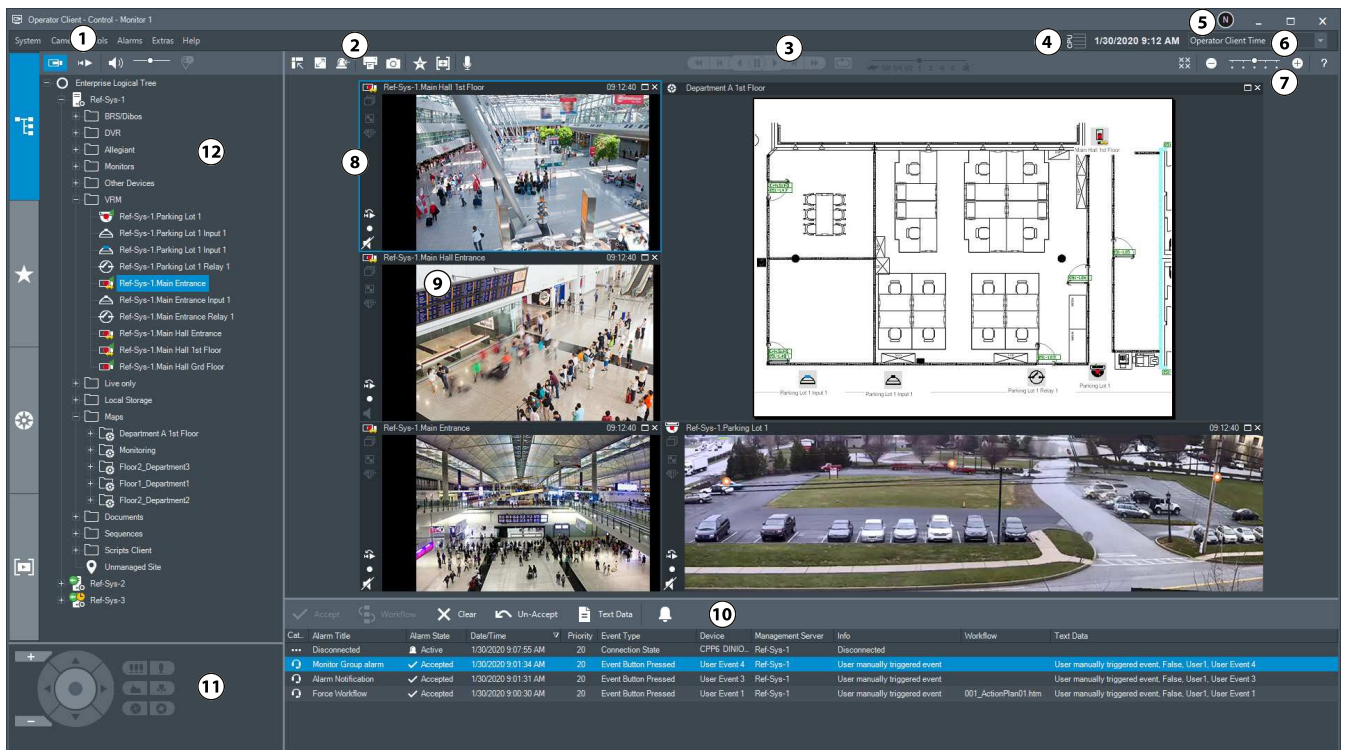 Operator Client - Control - Monitor 1
5
N
System Came 1 ols Alarms Extras Help
2
3
4
1/30/2020 9:12 AM
Operator Client Time
6
7
?
Enterprise Logical Tree
Ref-Sys-1
BRS/Dibos
DVR
Allegiant
12
Monitors
Other Devices
VRM
Ref-Sys-1.Parking Lot 1
Ref-Sys-1.Parking Lot 1 Input 1
Ref-Sys-1.Parking Lot 1 Input 1
Ref-Sys-1.Parking Lot 1 Relay 1
Ref-Sys-1.Main Entrance
Ref-Sys-1.Main Entrance Input 1
Ref-Sys-1.Main Entrance Relay 1
Ref-Sys-1.Main Hall Entrance
Ref-Sys-1.Main Hall 1st Floor
Ref-Sys-1.Main Hall Grd Floor
Live only
Local Storage
Maps
Department A 1st Floor
Monitoring
Floor2_Department3
Floor1_Department1
Floor2_Department2
Documents
Sequences
Scripts Client
Unmanaged Site
Ref-Sys-2
Ref-Sys-3
11
Ref-Sys-1.Main Hall 1st Floor 09:12:40
8
Ref-Sys-1.Main Hall Entrance 09:12:40
9
Ref-Sys-1.Main Entrance 09:12:40
Department A 1st Floor
Main Hall 1st Floor
Parking Lot 1 Input 1
Parking Lot 1 Input 1
Parking Lot 1 Relay 1
Parking Lot 1
Ref-Sys-1.Parking Lot 1 09:12:40
Accept Workflow Clear Un-Accept Text Data 10
Cat.. Alarm Title Alarm State Date/Time Priority Event Type Device Management Server Info Workflow Text Data
Disconnected Active 1/30/2020 9:07:55 AM 20 Connection State CPP6 DINIO... Ref-Sys-1 Disconnected
Monitor Group alarm Accepted 1/30/2020 9:01:34 AM 20 Event Button Pressed User Event 4 Ref-Sys-1 User manually triggered event User manually triggered event, False, User1, User Event 4
Alarm Notification Accepted 1/30/2020 9:01:31 AM 20 Event Button Pressed User Event 3 Ref-Sys-1 User manually triggered event User manually triggered event, False, User1, User Event 3
Force Workflow Accepted 1/30/2020 9:00:30 AM 20 Event Button Pressed User Event 1 Ref-Sys-1 User manually triggered event 001_ActionPlan01.htm User manually triggered event, False, User1, User Event 1